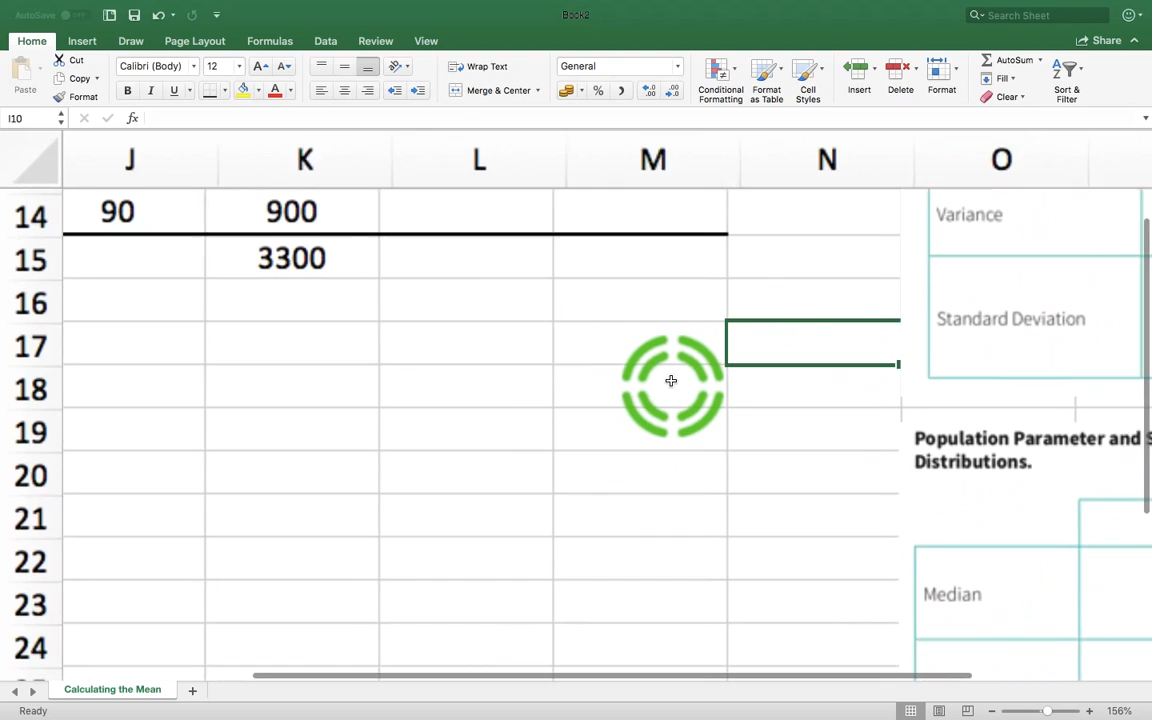 AutoSave
Book2
Search Sheet
Home Insert Draw Page Layout Formulas Data Review View
Share
Paste
Cut
Copy
Format
Calibri (Body) 12
B I U
A
Wrap Text
Merge & Center
General
%
Conditional Formatting
Format as Table
Cell Styles
Insert
Delete
Format
AutoSum
Fill
Clear
Sort & Filter
I10
fx
J K L M N O
14 90 900
15 3300
16
17
18
19
20
21
22
23
24
Variance
Standard Deviation
Population Parameter and S
Distributions.
Median
Calculating the Mean
Ready
156%